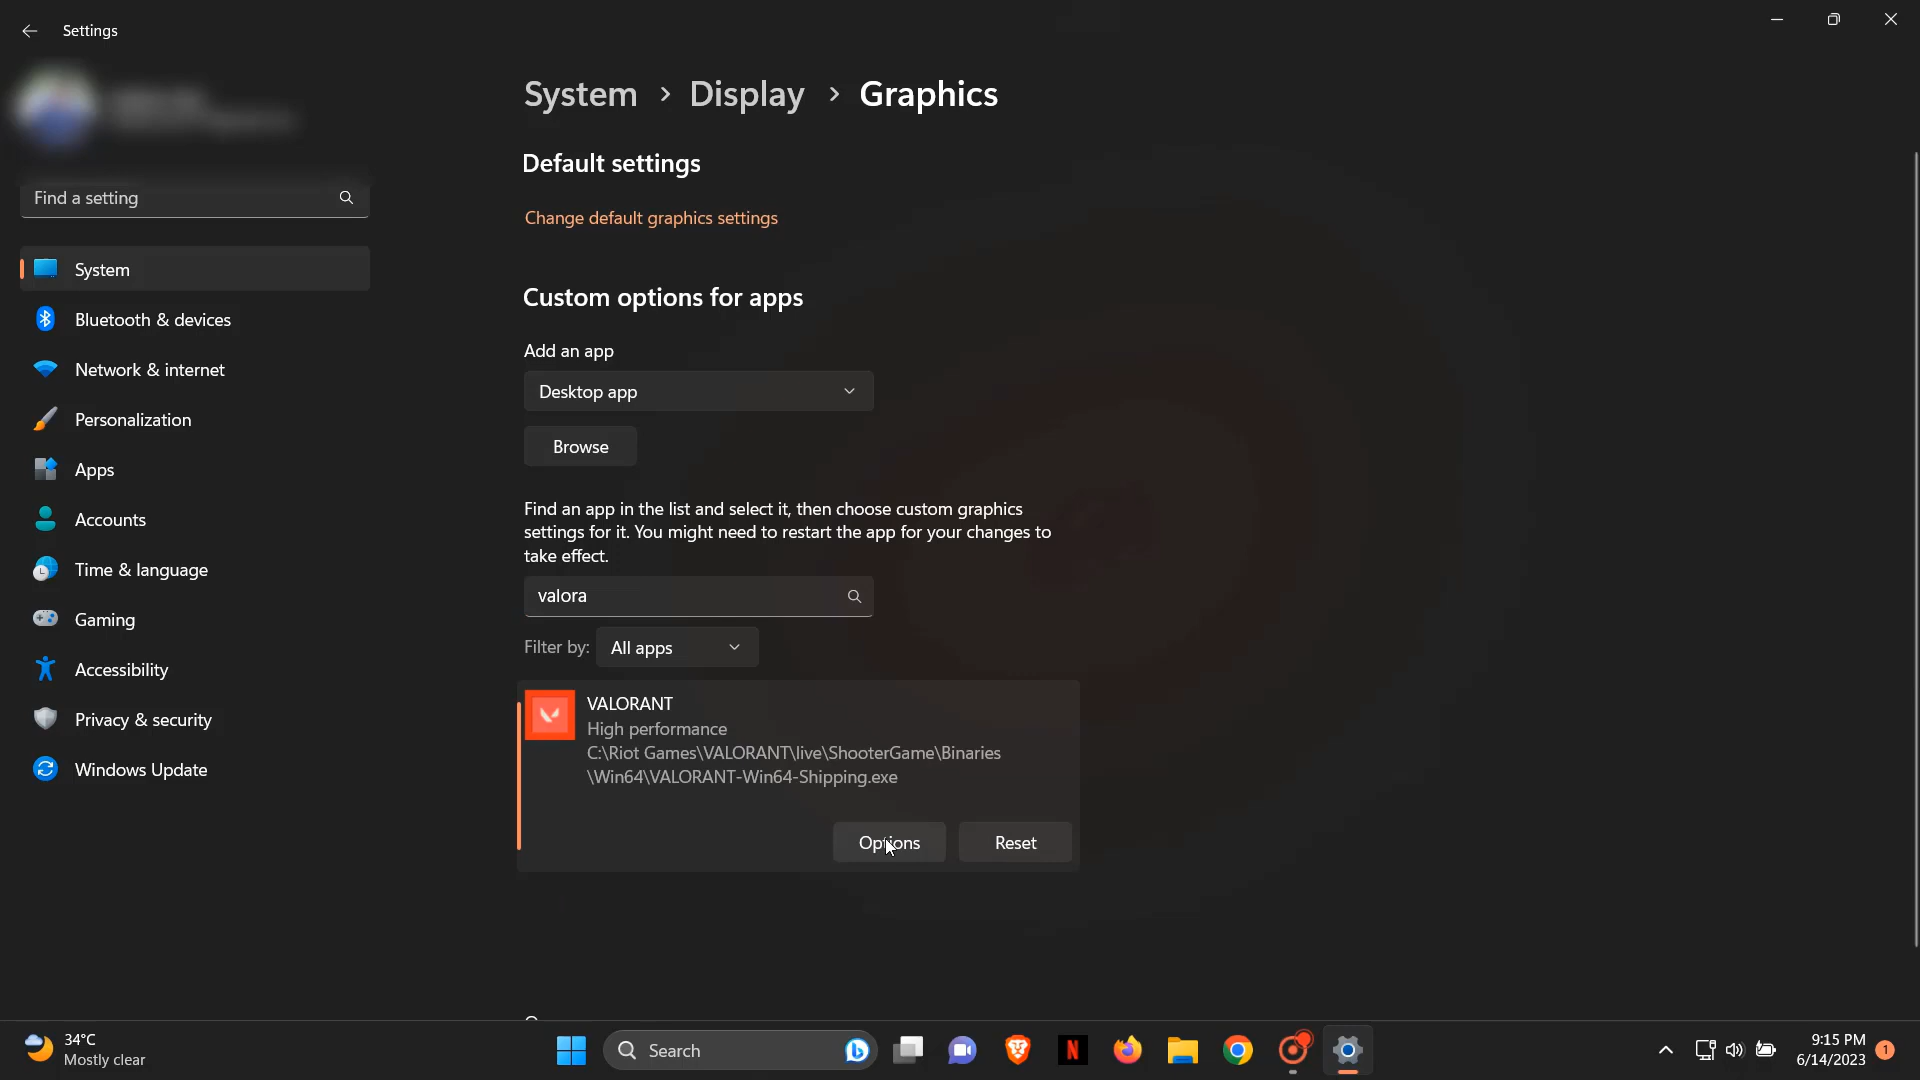 Settings
System > Display > Graphics
Find a setting
System
Bluetooth & devices
Network & internet
Personalization
Apps
Accounts
Time & language
Gaming
Accessibility
Privacy & security
Windows Update
Default settings
Change default graphics settings
Custom options for apps
Add an app
Desktop app
Browse
Find an app in the list and select it, then choose custom graphics
settings for it. You might need to restart the app for your changes to
take effect.
valora
Filter by: All apps
VALORANT
High performance
C:\Riot Games\VALORANT\live\ShooterGame\Binaries
\Win64\VALORANT-Win64-Shipping.exe
Options Reset
34°C
Mostly clear
Search
N
9:15 PM
6/14/2023
1